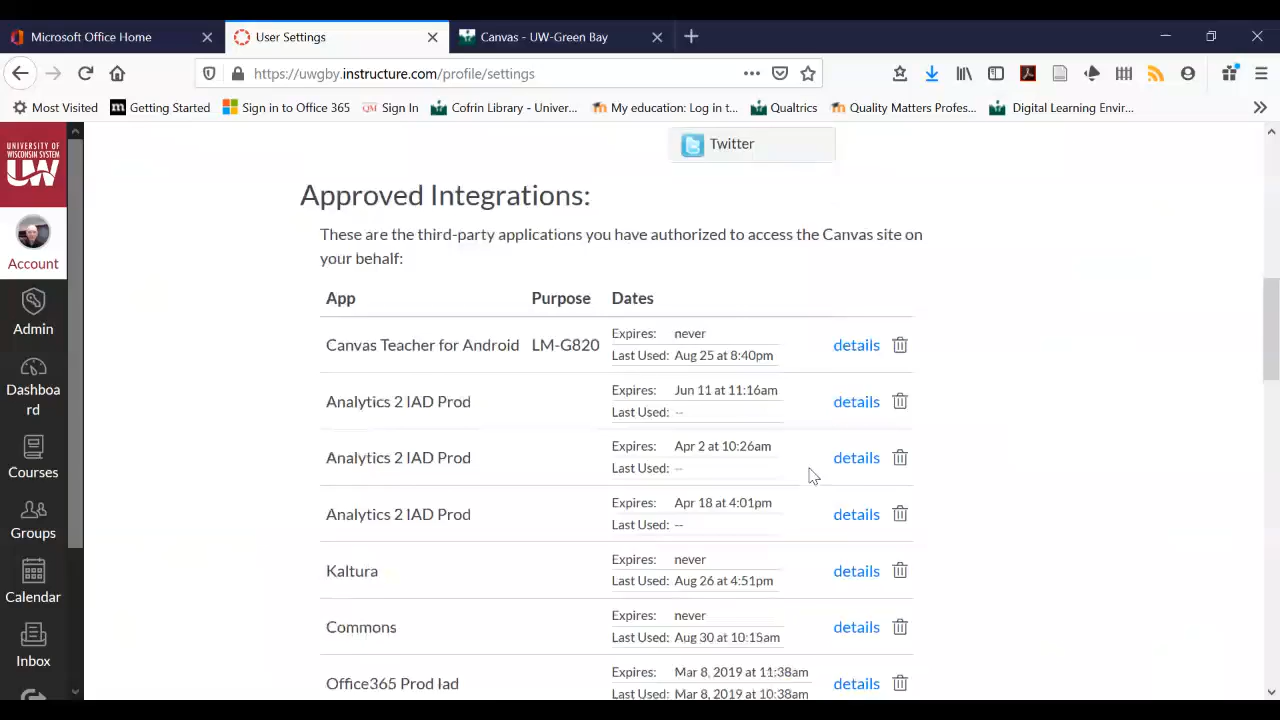 Microsoft Office Home
User Settings
Canvas - UW-Green Bay
https://uwgby.instructure.com/profile/settings
Most Visited
Getting Started
Sign in to Office 365
QM Sign In
Cofrin Library - Univer...
My education: Log in t...
Qualtrics
Quality Matters Profes...
Digital Learning Envir...
UNIVERSITY OF
WISCONSIN SYSTEM
UW
Account
Admin
Dashboa
rd
Courses
Groups
Calendar
Inbox
Twitter
Approved Integrations:
These are the third-party applications you have authorized to access the Canvas site on
your behalf:
App Purpose Dates
Canvas Teacher for Android LM-G820 Expires: never details
Last Used: Aug 25 at 8:40pm
Analytics 2 IAD Prod Expires: Jun 11 at 11:16am details
Last Used: --
Analytics 2 IAD Prod Expires: Apr 2 at 10:26am details
Last Used: --
Analytics 2 IAD Prod Expires: Apr 18 at 4:01pm details
Last Used: --
Kaltura Expires: never details
Last Used: Aug 26 at 4:51pm
Commons Expires: never details
Last Used: Aug 30 at 10:15am
Office365 Prod Iad Expires: Mar 8, 2019 at 11:38am details
Last Used: Mar 8, 2019 at 10:38am